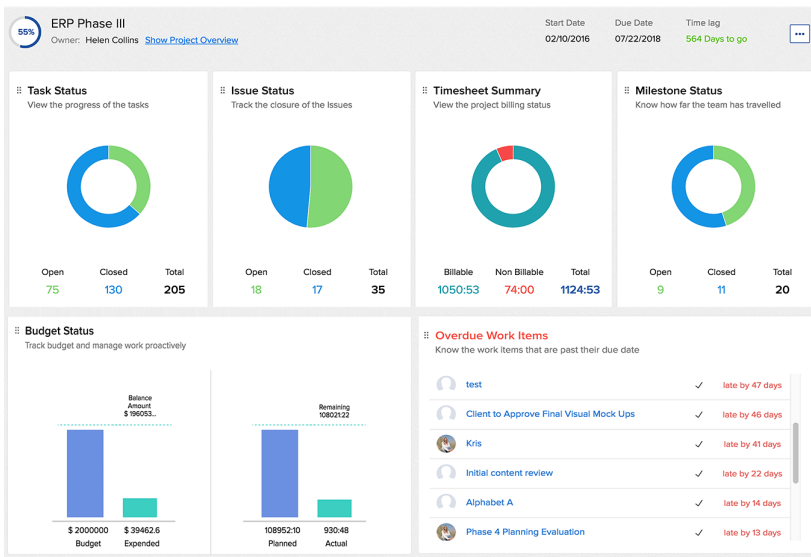 55%
ERP Phase III
Owner: Helen Collins Show Project Overview
Start Date
02/10/2016
Due Date
07/22/2018
Time lag
564 Days to go
Task Status
View the progress of the tasks
Open Closed Total
75 130 205
Issue Status
Track the closure of the Issues
Open Closed Total
18 17 35
Timesheet Summary
View the project billing status
Billable Non Billable Total
1050:53 74:00 1124:53
Milestone Status
Know how far the team has travelled
Open Closed Total
9 11 20
Budget Status
Track budget and manage work proactively
Balance
Amount
$ 196053...
$ 2000000 $ 39462.6
Budget Expended
Remaining
108021:22
108952:10 930:48
Planned Actual
Overdue Work Items
Know the work items that are past their due date
test late by 47 days
Client to Approve Final Visual Mock Ups late by 46 days
Kris late by 41 days
Initial content review late by 22 days
Alphabet A late by 14 days
Phase 4 Planning Evaluation late by 13 days